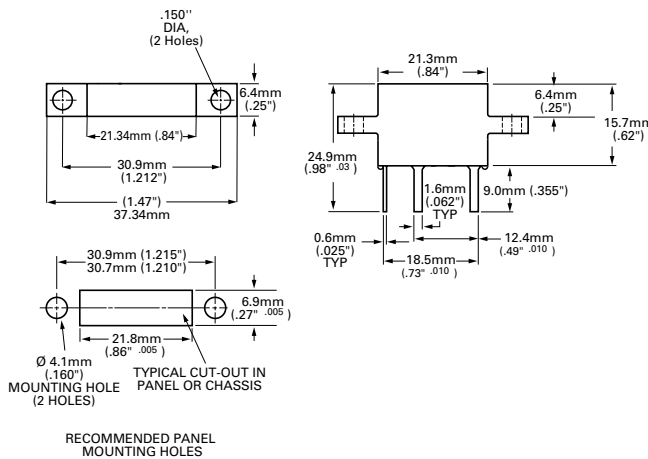 .150"
DIA,
(2 Holes)
6.4mm
(.25")
21.34mm (.84")
30.9mm
(1.212")
(1.47")
37.34mm
21.3mm
(.84")
6.4mm
(.25")
15.7mm
(.62")
24.9mm
(.98" .03)
1.6mm
(.062")
TYP
9.0mm (.355")
0.6mm
(.025")
TYP
12.4mm
(.49" .010)
18.5mm
(.73" .010)
30.9mm (1.215")
30.7mm (1.210")
6.9mm
(.27" .005)
21.8mm
(.86" .005)
Ø 4.1mm
(.160")
MOUNTING HOLE
(2 HOLES)
TYPICAL CUT-OUT IN
PANEL OR CHASSIS
RECOMMENDED PANEL
MOUNTING HOLES